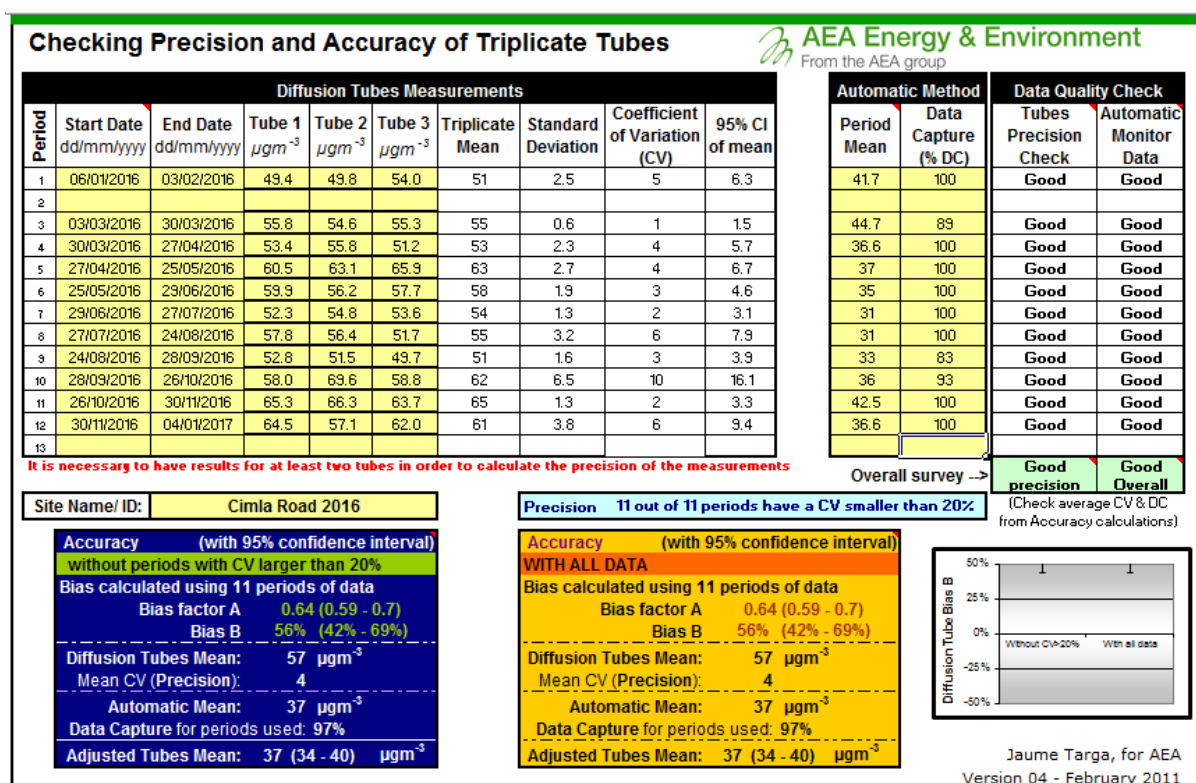 Checking Precision and Accuracy of Triplicate Tubes
AEA Energy & Environment
From the AEA group
Diffusion Tubes Measurements
Automatic Method
Data Quality Check
Period
Start Date dd/mm/yyyy
End Date dd/mm/yyyy
Tube 1 µgm⁻³
Tube 2 µgm⁻³
Tube 3 µgm⁻³
Triplicate Mean
Standard Deviation
Coefficient of Variation (CV)
95% CI of mean
Period Mean
Data Capture (% DC)
Tubes Precision Check
Automatic Monitor Data
1 06/01/2016 03/02/2016 49.4 49.8 54.0 51 2.5 5 6.3 41.7 100 Good Good
2
3 03/03/2016 30/03/2016 55.8 54.6 55.3 55 0.6 1 1.5 44.7 89 Good Good
4 30/03/2016 27/04/2016 53.4 55.8 51.2 53 2.3 4 5.7 36.6 100 Good Good
5 27/04/2016 25/05/2016 60.5 63.1 65.9 63 2.7 4 6.7 37 100 Good Good
6 25/05/2016 29/06/2016 59.9 56.2 57.7 58 1.9 3 4.6 35 100 Good Good
7 29/06/2016 27/07/2016 52.3 54.8 53.6 54 1.3 2 3.1 31 100 Good Good
8 27/07/2016 24/08/2016 57.8 56.4 51.7 55 3.2 6 7.9 31 100 Good Good
9 24/08/2016 28/09/2016 52.8 51.5 49.7 51 1.6 3 3.9 33 83 Good Good
10 28/09/2016 26/10/2016 58.0 69.6 58.8 62 6.5 10 16.1 36 93 Good Good
11 26/10/2016 30/11/2016 65.3 66.3 63.7 65 1.3 2 3.3 42.5 100 Good Good
12 30/11/2016 04/01/2017 64.5 57.1 62.0 61 3.8 6 9.4 36.6 100 Good Good
13
It is necessary to have results for at least two tubes in order to calculate the precision of the measurements
Overall survey --> Good precision Good Overall
(Check average CV & DC
from Accuracy calculations)
Site Name/ ID: Cimla Road 2016
Precision 11 out of 11 periods have a CV smaller than 20%
Accuracy (with 95% confidence interval)
without periods with CV larger than 20%
Bias calculated using 11 periods of data
Bias factor A 0.64 (0.59 - 0.7)
Bias B 56% (42% - 69%)
Diffusion Tubes Mean: 57 µgm⁻³
Mean CV (Precision): 4
Automatic Mean: 37 µgm⁻³
Data Capture for periods used: 97%
Adjusted Tubes Mean: 37 (34 - 40) µgm⁻³
Accuracy (with 95% confidence interval)
WITH ALL DATA
Bias calculated using 11 periods of data
Bias factor A 0.64 (0.59 - 0.7)
Bias B 56% (42% - 69%)
Diffusion Tubes Mean: 57 µgm⁻³
Mean CV (Precision): 4
Automatic Mean: 37 µgm⁻³
Data Capture for periods used: 97%
Adjusted Tubes Mean: 37 (34 - 40) µgm⁻³
Diffusion Tube Bias B
50%
25%
0%
-25%
-50%
Without CV>20%
With all data
Jaume Targa, for AEA
Version 04 - February 2011